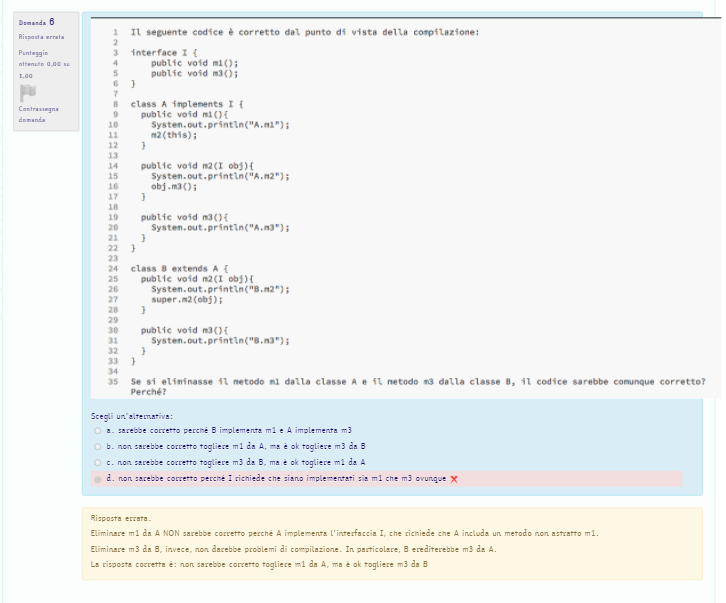 Domanda 6
Risposta errata
Punteggio
ottenuto 0,00 su
1,00
Contrassegna
domanda
1 Il seguente codice è corretto dal punto di vista della compilazione:
2
3 interface I {
4 public void m1();
5 public void m3();
6 }
7
8 class A implements I {
9 public void m1(){
10 System.out.println("A.m1");
11 m2(this);
12 }
13
14 public void m2(I obj){
15 System.out.println("A.m2");
16 obj.m3();
17 }
18
19 public void m3(){
20 System.out.println("A.m3");
21 }
22 }
23
24 class B extends A {
25 public void m2(I obj){
26 System.out.println("B.m2");
27 super.m2(obj);
28 }
29
30 public void m3(){
31 System.out.println("B.m3");
32 }
33 }
34
35 Se si eliminasse il metodo m1 dalla classe A e il metodo m3 dalla classe B, il codice sarebbe comunque corretto?
Perché?
Scegli un'alternativa:
a. sarebbe corretto perché B implementa m1 e A implementa m3
b. non sarebbe corretto togliere m1 da A, ma è ok togliere m3 da B
c. non sarebbe corretto togliere m3 da B, ma è ok togliere m1 da A
d. non sarebbe corretto perché I richiede che siano implementati sia m1 che m3 ovunque
Risposta errata.
Eliminare m1 da A NON sarebbe corretto perché A implementa l'interfaccia I, che richiede che A includa un metodo non astratto m1.
Eliminare m3 da B, invece, non darebbe problemi di compilazione. In particolare, B erediterebbe m3 da A.
La risposta corretta è: non sarebbe corretto togliere m1 da A, ma è ok togliere m3 da B